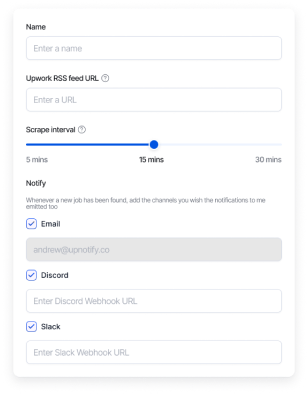 Name
Enter a name
Upwork RSS feed URL
Enter a URL
Scrape interval
5 mins 15 mins 30 mins
Notify
Whenever a new job has been found, add the channels you wish the notifications to me
emitted too
Email
andrew@upnotify.co
Discord
Enter Discord Webhook URL
Slack
Enter Slack Webhook URL